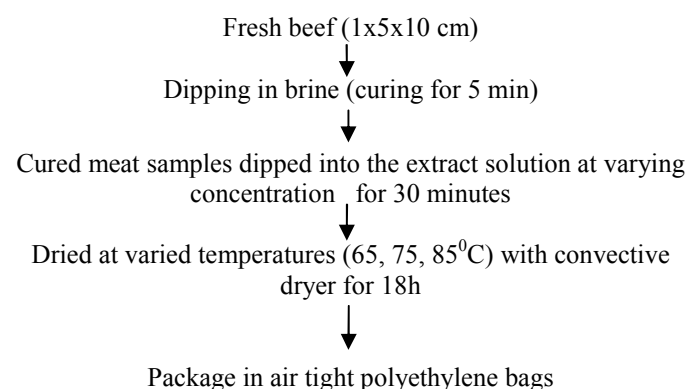 Fresh beef (1x5x10 cm)
Dipping in brine (curing for 5 min)
Cured meat samples dipped into the extract solution at varying
concentration for 30 minutes
Dried at varied temperatures (65, 75, 85⁰C) with convective
dryer for 18h
Package in air tight polyethylene bags